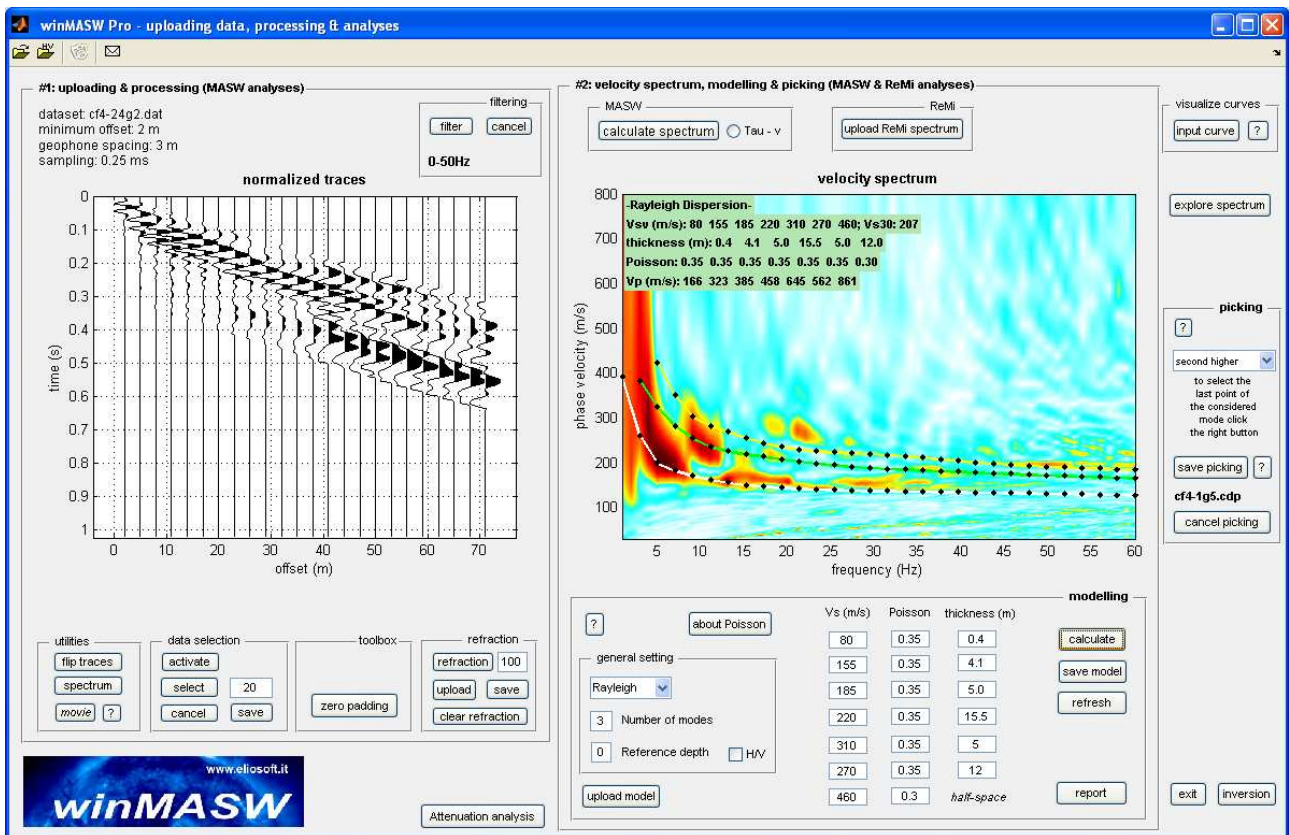 winMASW Pro - uploading data, processing & analyses
HV
#1: uploading & processing (MASW analyses)
dataset: cf4-24g2.dat
minimum offset: 2 m
geophone spacing: 3 m
sampling: 0.25 ms
filtering
filter
cancel
0-50Hz
normalized traces
0
0.1
0.2
0.3
0.4
0.5
0.6
0.7
0.8
0.9
1
time (s)
0 10 20 30 40 50 60 70
offset (m)
utilities
flip traces
spectrum
movie
?
data selection
activate
select
20
cancel
save
toolbox
zero padding
refraction
refraction
100
upload
save
clear refraction
www.eliosoft.it
winMASW
Attenuation analysis
#2: velocity spectrum, modelling & picking (MASW & ReMi analyses)
MASW
calculate spectrum
Tau - v
ReMi
upload ReMi spectrum
velocity spectrum
-Rayleigh Dispersion-
Vsv (m/s): 80 155 185 220 310 270 460; Vs30: 207
thickness (m): 0.4 4.1 5.0 15.5 5.0 12.0
Poisson: 0.35 0.35 0.35 0.35 0.35 0.35 0.30
Vp (m/s): 166 323 385 458 645 562 861
800
700
600
500
400
300
200
100
phase velocity (m/s)
5 10 15 20 25 30 35 40 45 50 55 60
frequency (Hz)
modelling
?
about Poisson
general setting
Rayleigh
3 Number of modes
0 Reference depth
H/V
upload model
Vs (m/s) Poisson thickness (m)
80 0.35 0.4
155 0.35 4.1
185 0.35 5.0
220 0.35 15.5
310 0.35 5
270 0.35 12
460 0.3 half-space
calculate
save model
refresh
report
visualize curves
input curve
?
explore spectrum
picking
?
second higher
to select the
last point of
the considered
mode click
the right button
save picking
?
cf4-1g5.cdp
cancel picking
exit
inversion